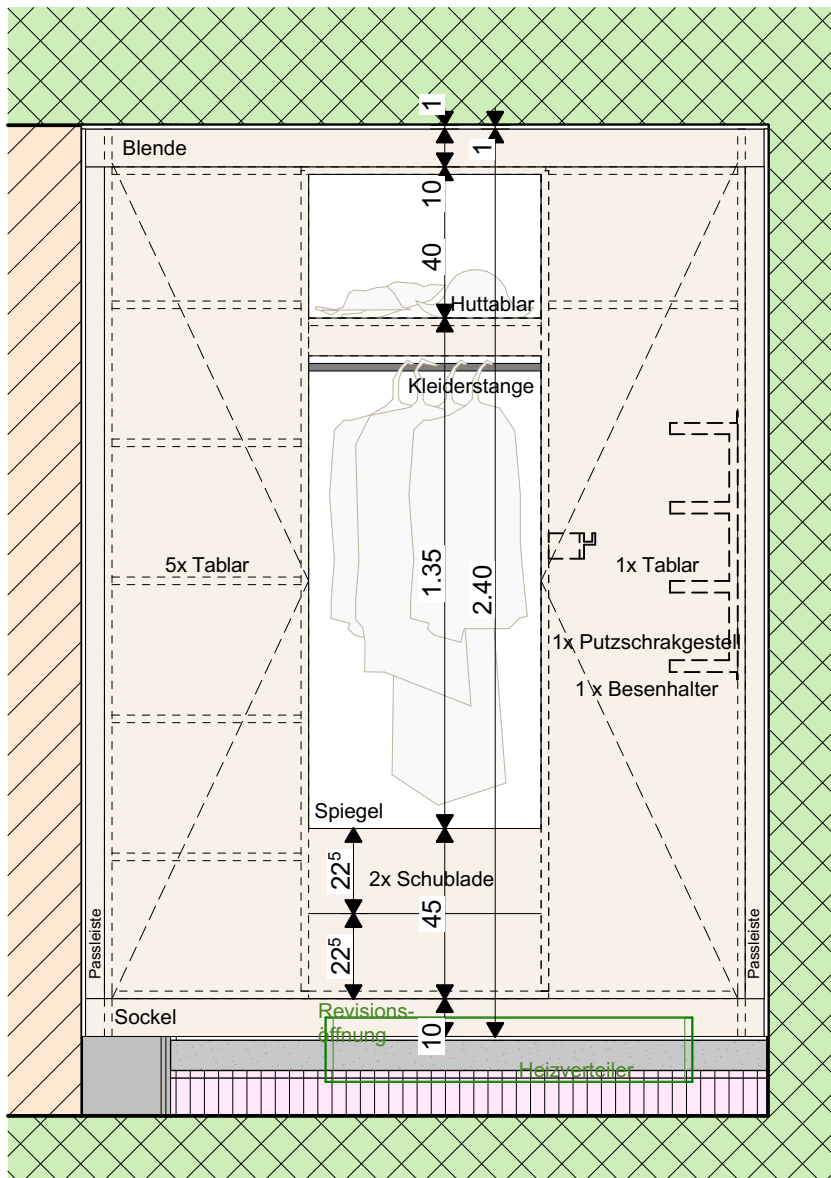 1
1
Blende
10
40
Huttablar
Kleiderstange
1.35
2.40
5x Tablar
1x Tablar
1x Putzschrakgestell
1 x Besenhalter
Spiegel
22⁵
2x Schublade
45
22⁵
Passleiste
Passleiste
Sockel
Revisions-
öffnung
10
Heizverteiler